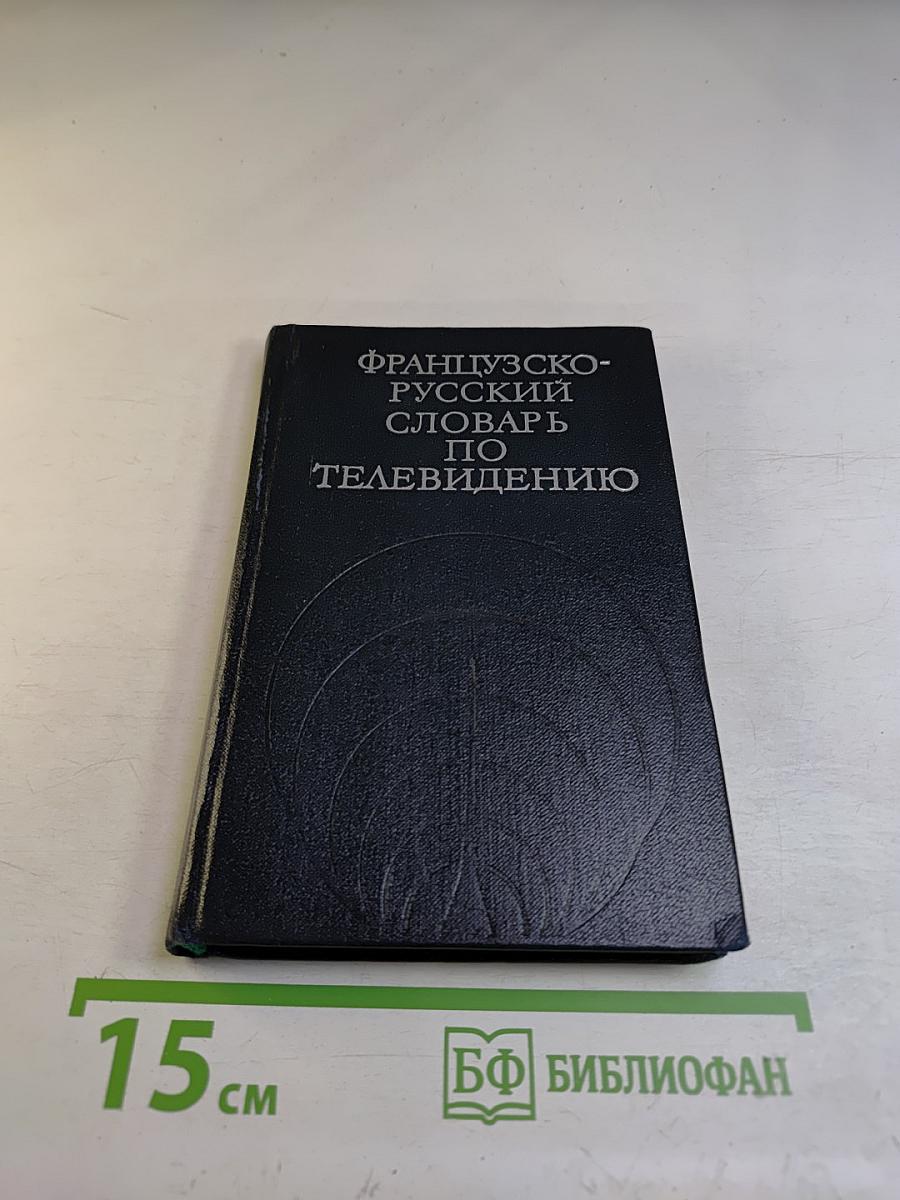 ФРАНЦУЗСКО-
РУССКИЙ
СЛОВАРЬ
ПО
ТЕЛЕВИДЕНИЮ
15 см
БФ БИБЛИОФАН